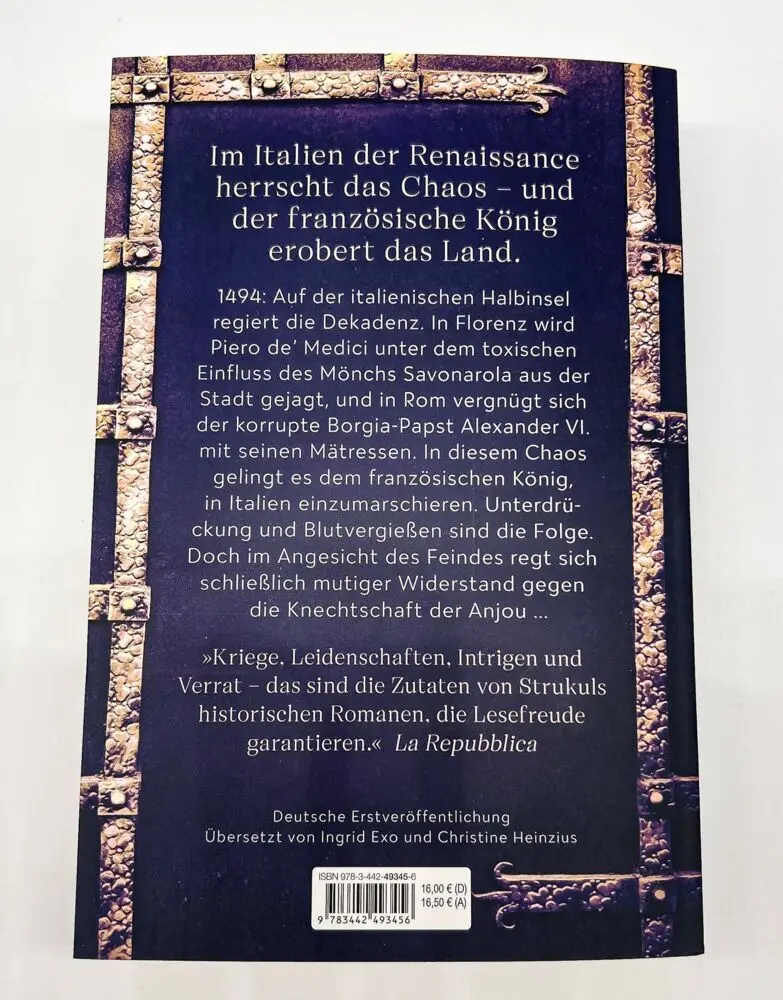 Im Italien der Renaissance
herrscht das Chaos – und
der französische König
erobert das Land.
1494: Auf der italienischen Halbinsel
regiert die Dekadenz. In Florenz wird
Piero de’ Medici unter dem toxischen
Einfluss des Mönchs Savonarola aus der
Stadt gejagt, und in Rom vergnügt sich
der korrupte Borgia-Papst Alexander VI.
mit seinen Mätressen. In diesem Chaos
gelingt es dem französischen König,
in Italien einzumarschieren. Unterdrü-
ckung und Blutvergießen sind die Folge.
Doch im Angesicht des Feindes regt sich
schließlich mutiger Widerstand gegen
die Knechtschaft der Anjou ...
»Kriege, Leidenschaften, Intrigen und
Verrat – das sind die Zutaten von Strukuls
historischen Romanen, die Lesefreude
garantieren.« La Repubblica
Deutsche Erstveröffentlichung
Übersetzt von Ingrid Exo und Christine Heinzius
ISBN 978-3-442-49345-6
16,00 € (D)
16,50 € (A)
9 783442 493456